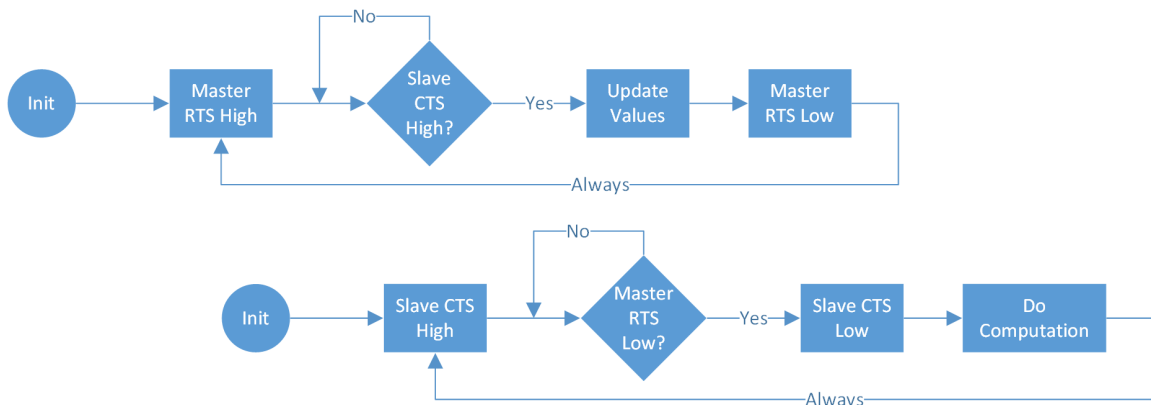 No
Init
Master
RTS High
Slave
CTS
High?
Yes
Update
Values
Master
RTS Low
Always
No
Init
Slave CTS
High
Master
RTS
Low?
Yes
Slave CTS
Low
Do
Computation
Always